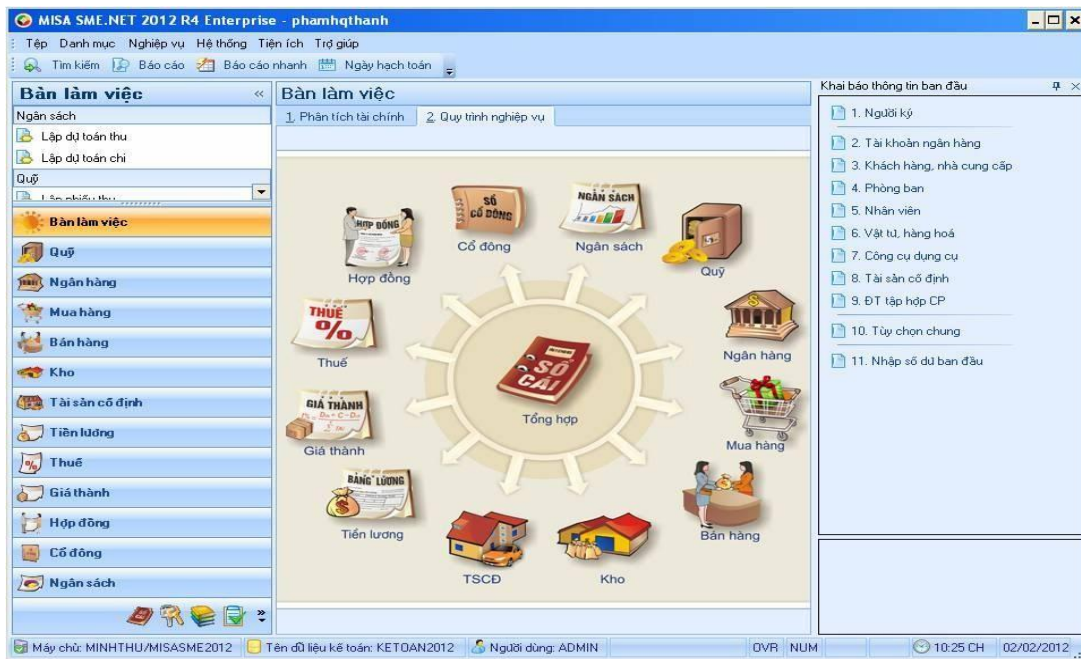 MISA SME.NET 2012 R4 Enterprise - phamhqthanh
Tệp Danh mục Nghiệp vụ Hệ thống Tiện ích Trợ giúp
Tìm kiếm Báo cáo Báo cáo nhanh Ngày hạch toán
Bàn làm việc «
Ngân sách
Lập dự toán thu
Lập dự toán chi
Quỹ
Lập phiếu thu
Bàn làm việc
Quỹ
Ngân hàng
Mua hàng
Bán hàng
Kho
Tài sản cố định
Tiền lương
Thuế
Giá thành
Hợp đồng
Cổ đông
Ngân sách
Bàn làm việc
1. Phân tích tài chính 2. Quy trình nghiệp vụ
SỔ CỔ ĐÔNG
Cổ đông
NGÂN SÁCH
Ngân sách
Quỹ
HỢP ĐỒNG
Hợp đồng
Ngân hàng
THUẾ %
Thuế
SỔ CÁI
Tổng hợp
Mua hàng
GIÁ THÀNH
Giá thành
Bán hàng
BẢNG LƯƠNG
Tiền lương
TSCĐ
Kho
Khai báo thông tin ban đầu
1. Người ký
2. Tài khoản ngân hàng
3. Khách hàng, nhà cung cấp
4. Phòng ban
5. Nhân viên
6. Vật tư, hàng hoá
7. Công cụ dụng cụ
8. Tài sản cố định
9. ĐT tập hợp CP
10. Tùy chọn chung
11. Nhập số dư ban đầu
Máy chủ: MINHTHU/MISASME2012 Tên dữ liệu kế toán: KETOAN2012 Người dùng: ADMIN OVR NUM 10:25 CH 02/02/2012